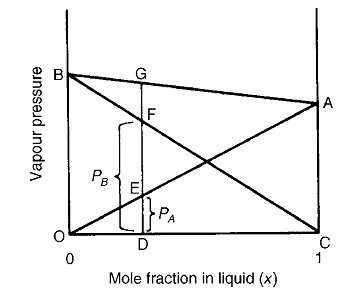 B
G
A
F
Vapour pressure
P_B
E
P_A
O
D
C
0
1
Mole fraction in liquid (x)